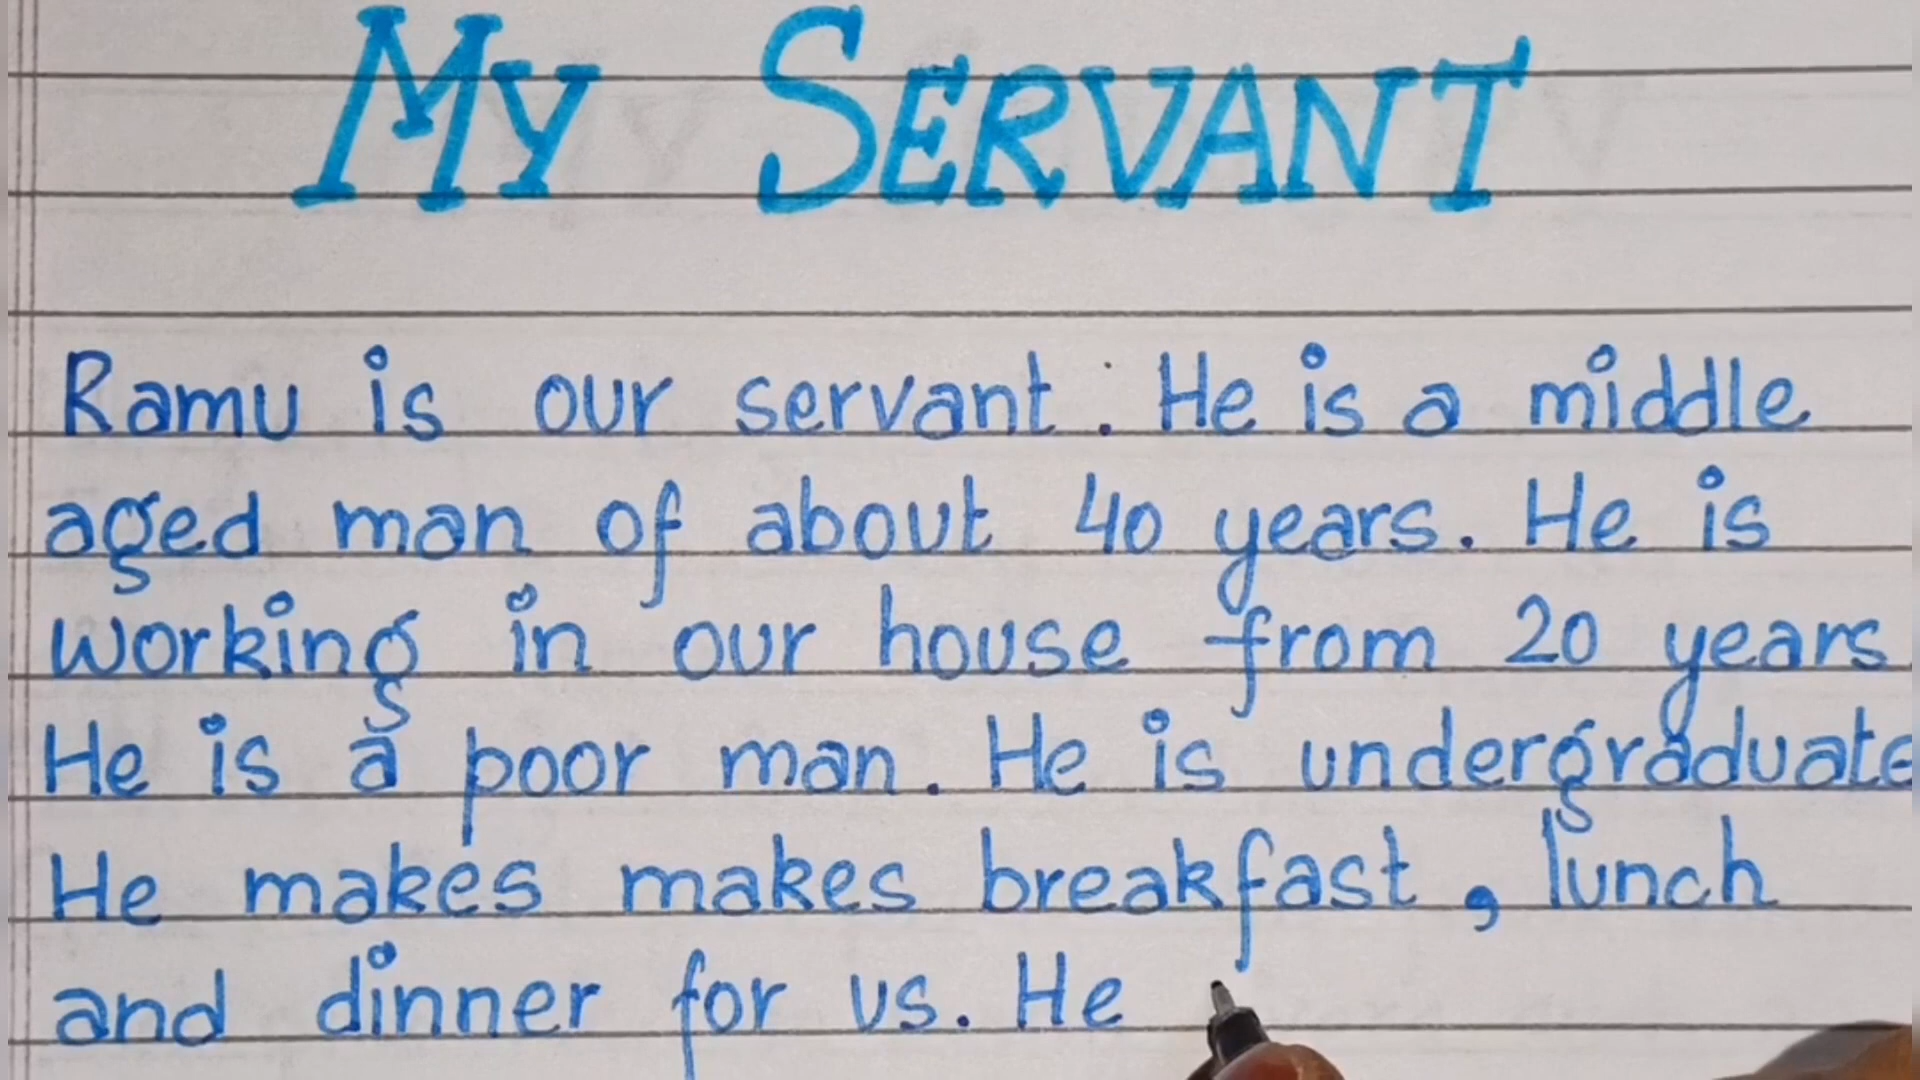 MY SERVANT
Ramu is our servant. He is a middle
aged man of about 40 years. He is
working in our house from 20 years
He is a poor man. He is undergraduate
He makes makes breakfast, lunch
and dinner for us. He